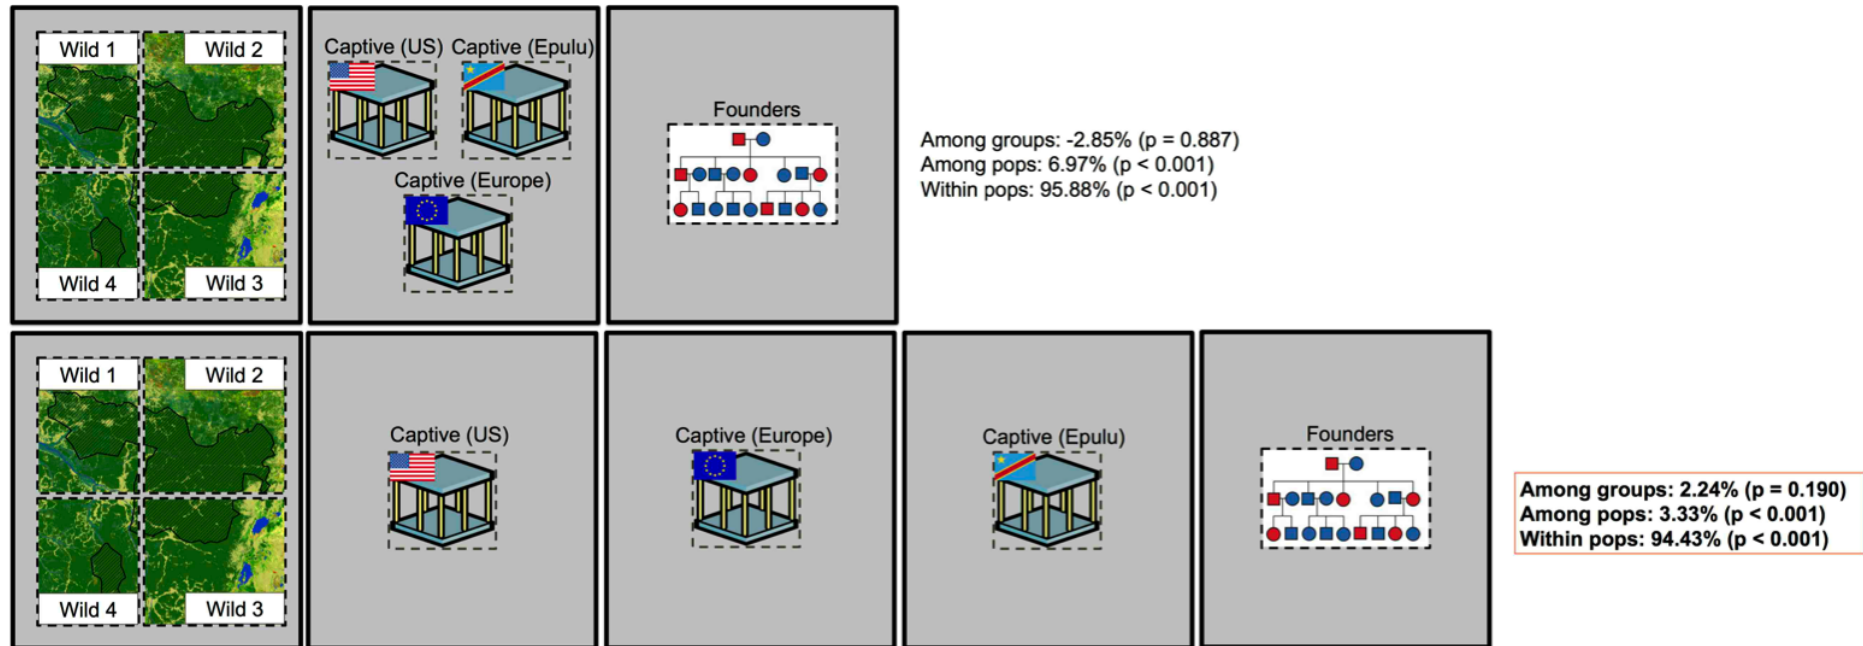 Wild 1
Wild 2
Wild 4
Wild 3
Captive (US)
Captive (Epulu)
Captive (Europe)
Founders
Among groups: -2.85% (p = 0.887)
Among pops: 6.97% (p < 0.001)
Within pops: 95.88% (p < 0.001)
Wild 1
Wild 2
Wild 4
Wild 3
Captive (US)
Captive (Europe)
Captive (Epulu)
Founders
Among groups: 2.24% (p = 0.190)
Among pops: 3.33% (p < 0.001)
Within pops: 94.43% (p < 0.001)